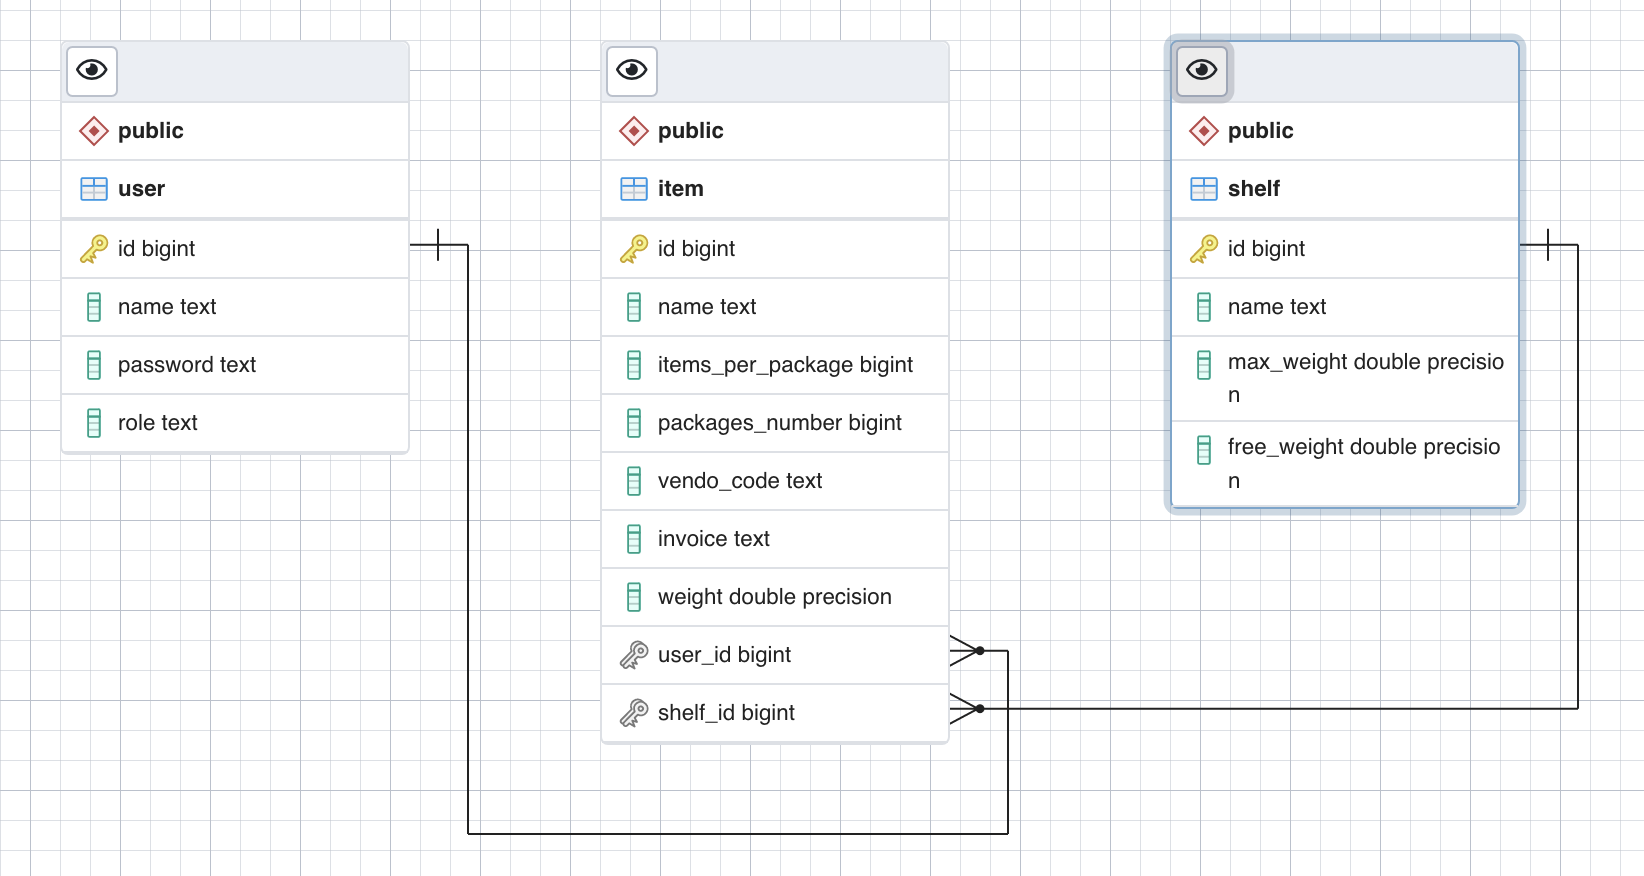 public
user
id bigint
name text
password text
role text
public
item
id bigint
name text
items_per_package bigint
packages_number bigint
vendo_code text
invoice text
weight double precision
user_id bigint
shelf_id bigint
public
shelf
id bigint
name text
max_weight double precisio
n
free_weight double precisio
n